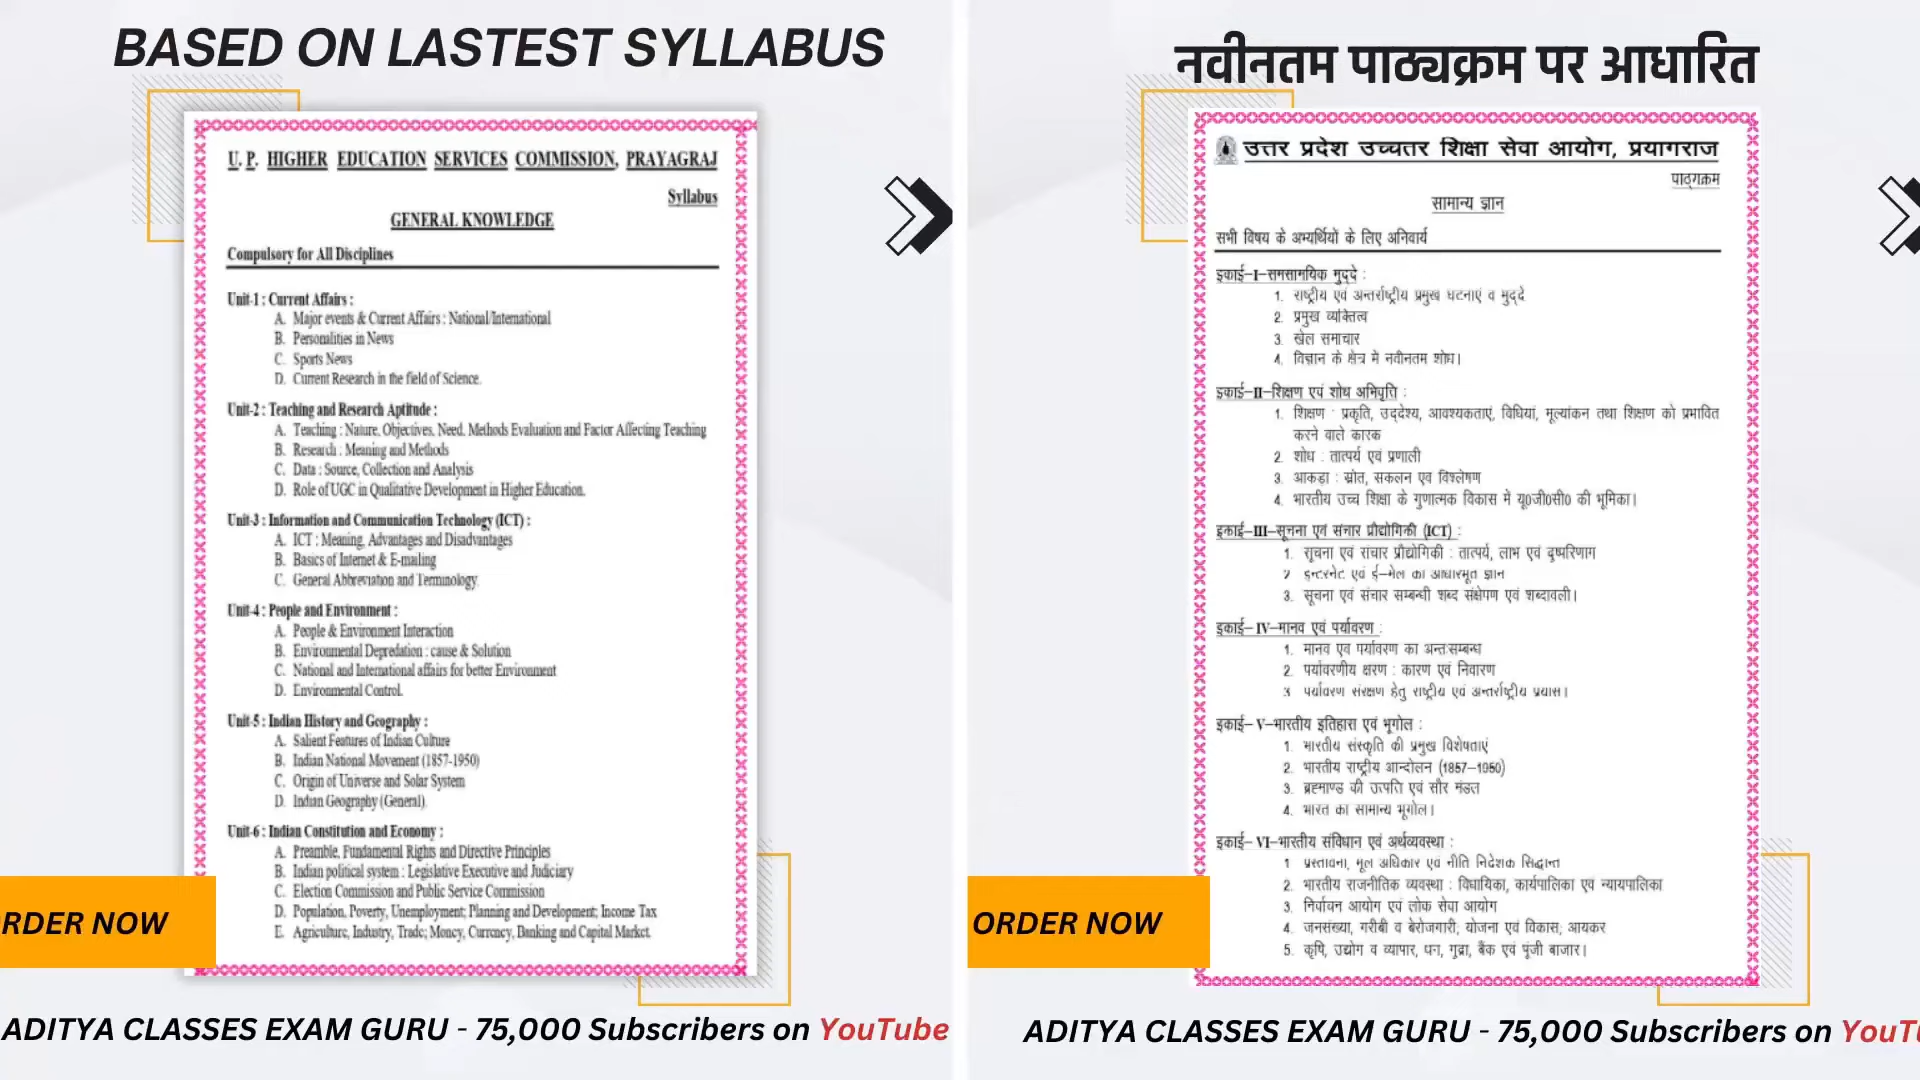 BASED ON LASTEST SYLLABUS
U. P. HIGHER EDUCATION SERVICES COMMISSION, PRAYAGRAJ
Syllabus
GENERAL KNOWLEDGE
Compulsory for All Disciplines
Unit-1 : Current Affairs :
A. Major events & Current Affairs : National/International
B. Personalities in News
C. Sports News
D. Current Research in the field of Science.
Unit-2 : Teaching and Research Aptitude :
A. Teaching : Nature, Objectives, Need, Methods Evaluation and Factor Affecting Teaching
B. Research : Meaning and Methods
C. Data : Source, Collection and Analysis
D. Role of UGC in Qualitative Development in Higher Education.
Unit-3 : Information and Communication Technology (ICT) :
A. ICT : Meaning, Advantages and Disadvantages
B. Basics of Internet & E-mailing
C. General Abbreviation and Terminology.
Unit-4 : People and Environment :
A. People & Environment Interaction
B. Environmental Depredation : cause & Solution
C. National and International affairs for better Environment
D. Environmental Control.
Unit-5 : Indian History and Geography :
A. Salient Features of Indian Culture
B. Indian National Movement (1857-1950)
C. Origin of Universe and Solar System
D. Indian Geography (General).
Unit-6 : Indian Constitution and Economy :
A. Preamble, Fundamental Rights and Directive Principles
B. Indian political system : Legislative Executive and Judiciary
C. Election Commission and Public Service Commission
D. Population, Poverty, Unemployment; Planning and Development; Income Tax
E. Agriculture, Industry, Trade; Money, Currency, Banking and Capital Market.
RDER NOW
ADITYA CLASSES EXAM GURU - 75,000 Subscribers on YouTube
नवीनतम पाठ्यक्रम पर आधारित
उत्तर प्रदेश उच्चतर शिक्षा सेवा आयोग, प्रयागराज
पाठ्गक्रम
सामान्य ज्ञान
सभी विषय के अभ्यर्थियों के लिए अनिवार्य
इकाई–I–समसामयिक मुद्दे :
1. राष्ट्रीय एवं अन्तर्राष्ट्रीय प्रमुख घटनाएं व मुद्दे
2. प्रमुख व्यक्तित्व
3. खेल समाचार
4. विज्ञान के क्षेत्र में नवीनतम शोध।
इकाई–II–शिक्षण एवं शोध अभिवृति :
1. शिक्षण : प्रकृति, उद्देश्य, आवश्यकताएं, विधियां, मूल्यांकन तथा शिक्षण को प्रभावित
करने वाले कारक
2. शोध : तात्पर्य एवं प्रणाली
3. आकड़ा : स्रोत, सकलन एव विश्लेषण
4. भारतीय उच्च शिक्षा के गुणात्मक विकास में यू0जी0सी0 की भूमिका।
इकाई–III–सूचना एवं संचार प्रौद्योगिकी (ICT) :
1. सूचना एवं संचार प्रौद्योगिकी : तात्पर्य, लाभ एवं दुष्परिणाग
2 इन्टरनेट एवं ई–मेल का आधारभूत ज्ञान
3. सूचना एवं संचार सम्बन्धी शब्द संक्षेपण एवं शब्दावली।
इकाई– IV–मानव एवं पर्यावरण :
1. मानव एव पर्यावरण का अन्तःसम्बन्ध
2. पर्यावरणीय क्षरण : कारण एवं निवारण
3 पर्यावरण संरक्षण हेतु राष्ट्रीय एवं अन्तर्राष्ट्रीय प्रयास।
इकाई– V–भारतीय इतिहारा एवं भूगोल :
1. भारतीय संस्कृति की प्रमुख विशेषताएं
2. भारतीय राष्ट्रीय आन्दोलन (1857–1950)
3. ब्रह्माण्ड की उत्पति एवं सौर मंडल
4. भारत का सामान्य भूगोल।
इकाई– VI–भारतीय संविधान एवं अर्थव्यवस्था :
1 प्रस्तावना, मूल अधिकार एवं नीति निदेशक सिद्धान्त
2. भारतीय राजनीतिक व्यवस्था : विधायिका, कार्यपालिका एवं न्यायपालिका
3. निर्वाचन आयोग एवं लोक सेवा आयोग
4. जनसंख्या, गरीबी व बेरोजगारी; योजना एवं विकास; आयकर
5. कृषि, उद्योग व व्यापार, धन, गुद्रा, बैंक एवं पूंजी बाजार।
ORDER NOW
ADITYA CLASSES EXAM GURU - 75,000 Subscribers on YouTu